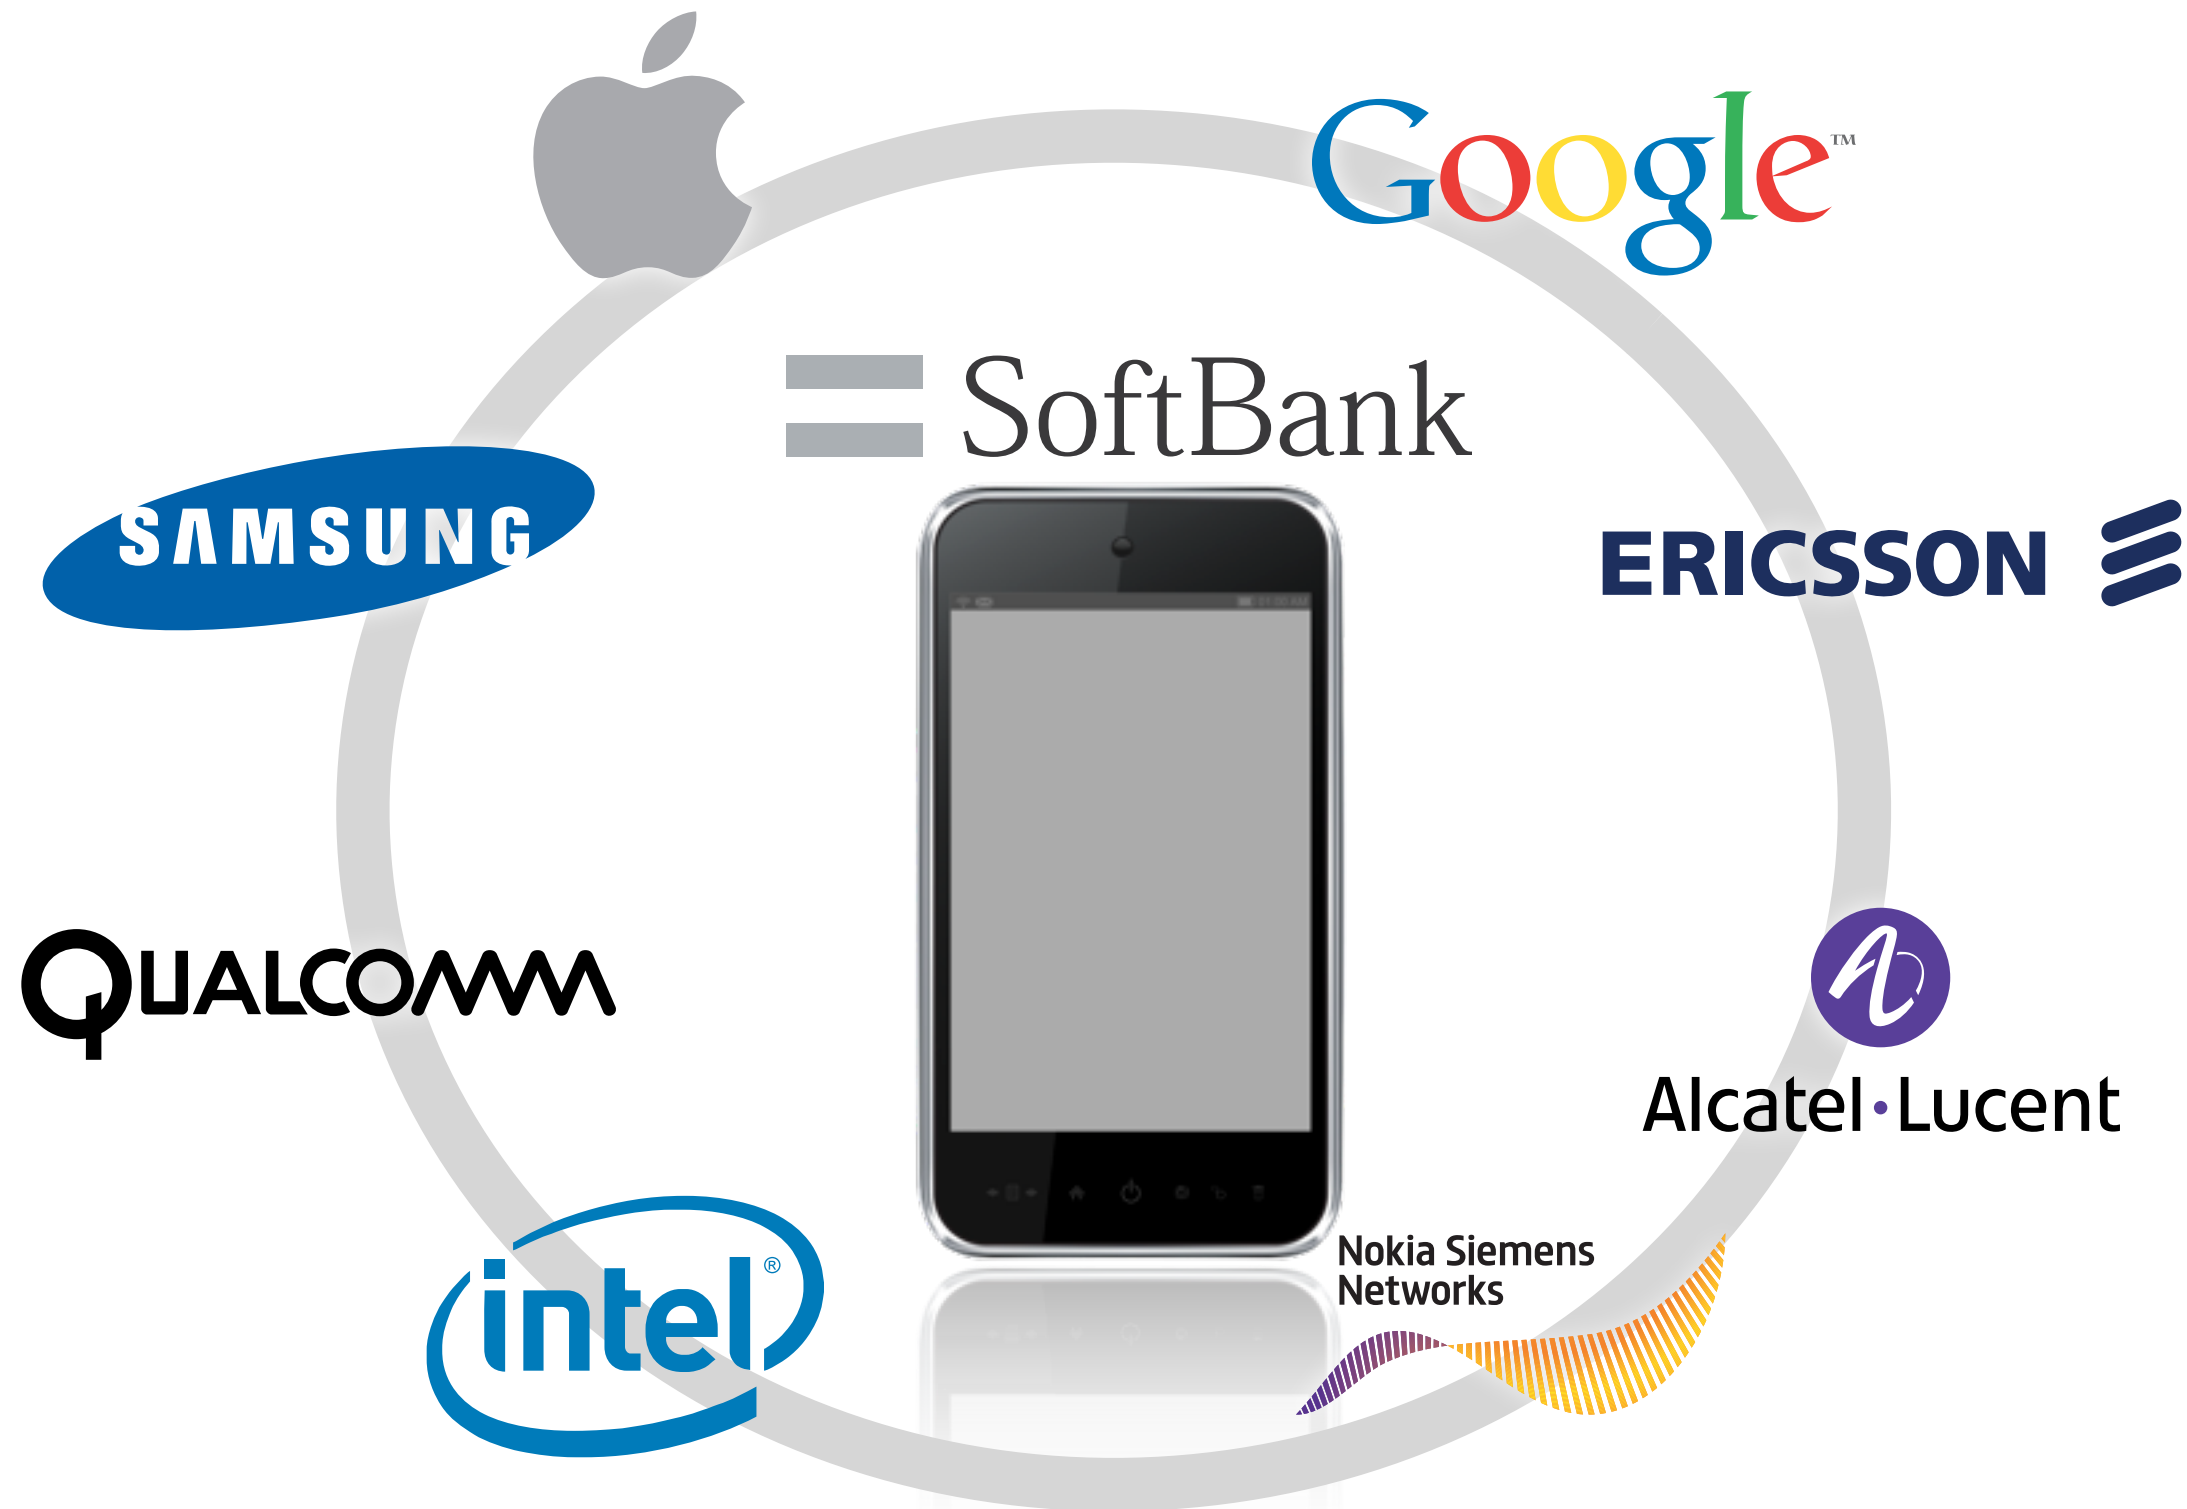 Google™
SoftBank
SAMSUNG
ERICSSON
QUALCOMM
Alcatel·Lucent
intel®
Nokia Siemens
Networks